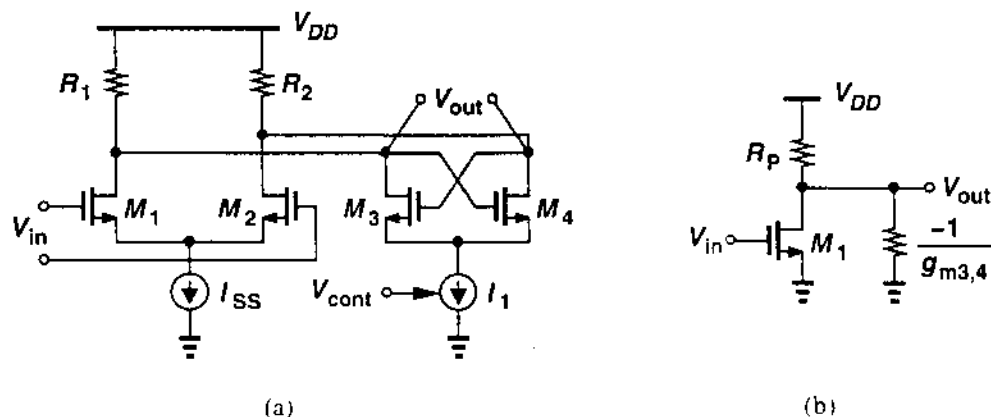 V_DD
R_1
R_2
V_out
M_1
M_2
M_3
M_4
V_in
I_SS
V_cont
I_1
(a)
V_DD
R_P
V_out
V_in
M_1
-1
g_m3,4
(b)